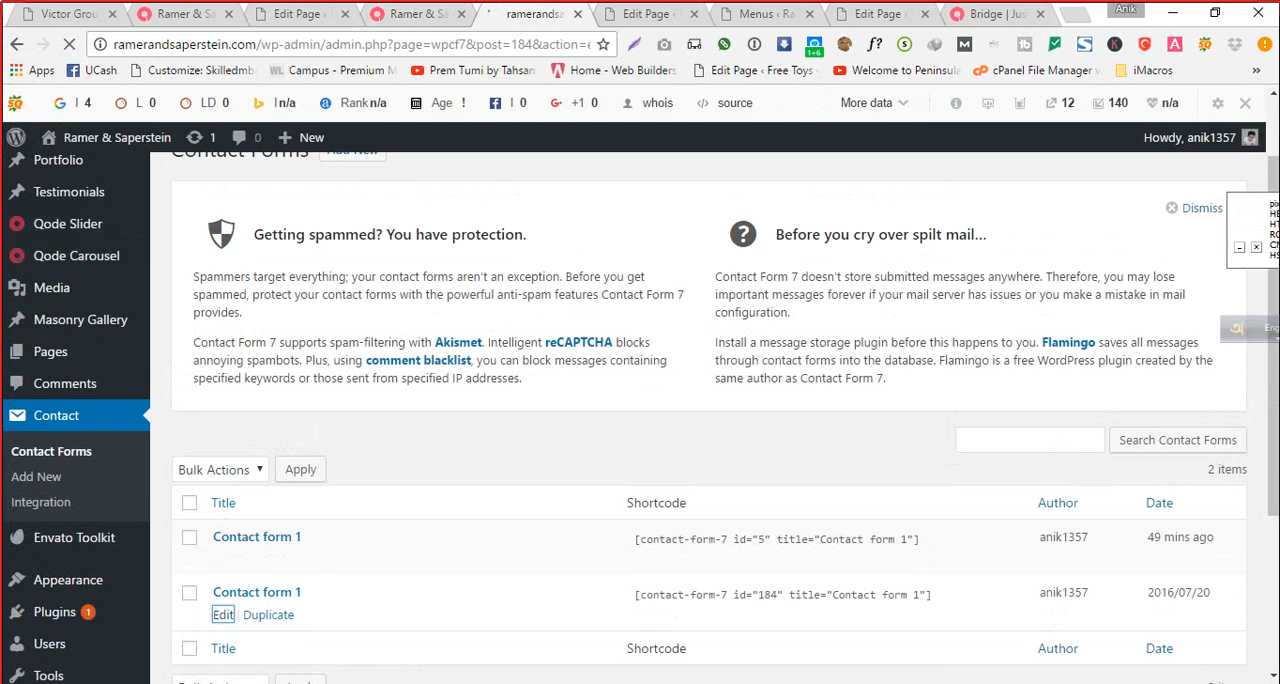 Anik
Victor Grou
Ramer & Sa
Edit Page
Ramer & Sa
ramerandsa
Edit Page
Menus ‹ Ra
Edit Page
Bridge | Jus
ramerandsaperstein.com/wp-admin/admin.php?page=wpcf7&post=184&action=e
1+6
f?
Apps
UCash
Customize: Skilledmb
Campus - Premium M
Prem Tumi by Tahsan
Home - Web Builders
Edit Page ‹ Free Toys
Welcome to Peninsula
cPanel File Manager v
iMacros
»
I 4
L 0
LD 0
I n/a
Rank n/a
Age !
I 0
+1 0
whois
source
More data
12
140
n/a
Ramer & Saperstein
1
0
New
Howdy, anik1357
Portfolio
Testimonials
Qode Slider
Qode Carousel
Media
Masonry Gallery
Pages
Comments
Contact
Contact Forms
Add New
Integration
Envato Toolkit
Appearance
Plugins 1
Users
Tools
Contact Forms
Add New
Dismiss
Getting spammed? You have protection.
Spammers target everything; your contact forms aren't an exception. Before you get
spammed, protect your contact forms with the powerful anti-spam features Contact Form 7
provides.
Contact Form 7 supports spam-filtering with Akismet. Intelligent reCAPTCHA blocks
annoying spambots. Plus, using comment blacklist, you can block messages containing
specified keywords or those sent from specified IP addresses.
Before you cry over spilt mail…
Contact Form 7 doesn't store submitted messages anywhere. Therefore, you may lose
important messages forever if your mail server has issues or you make a mistake in mail
configuration.
Install a message storage plugin before this happens to you. Flamingo saves all messages
through contact forms into the database. Flamingo is a free WordPress plugin created by the
same author as Contact Form 7.
Search Contact Forms
Bulk Actions
Apply
2 items
Title
Shortcode
Author
Date
Contact form 1
[contact-form-7 id="5" title="Contact form 1"]
anik1357
49 mins ago
Contact form 1
[contact-form-7 id="184" title="Contact form 1"]
anik1357
2016/07/20
Edit | Duplicate
Title
Shortcode
Author
Date
Eng